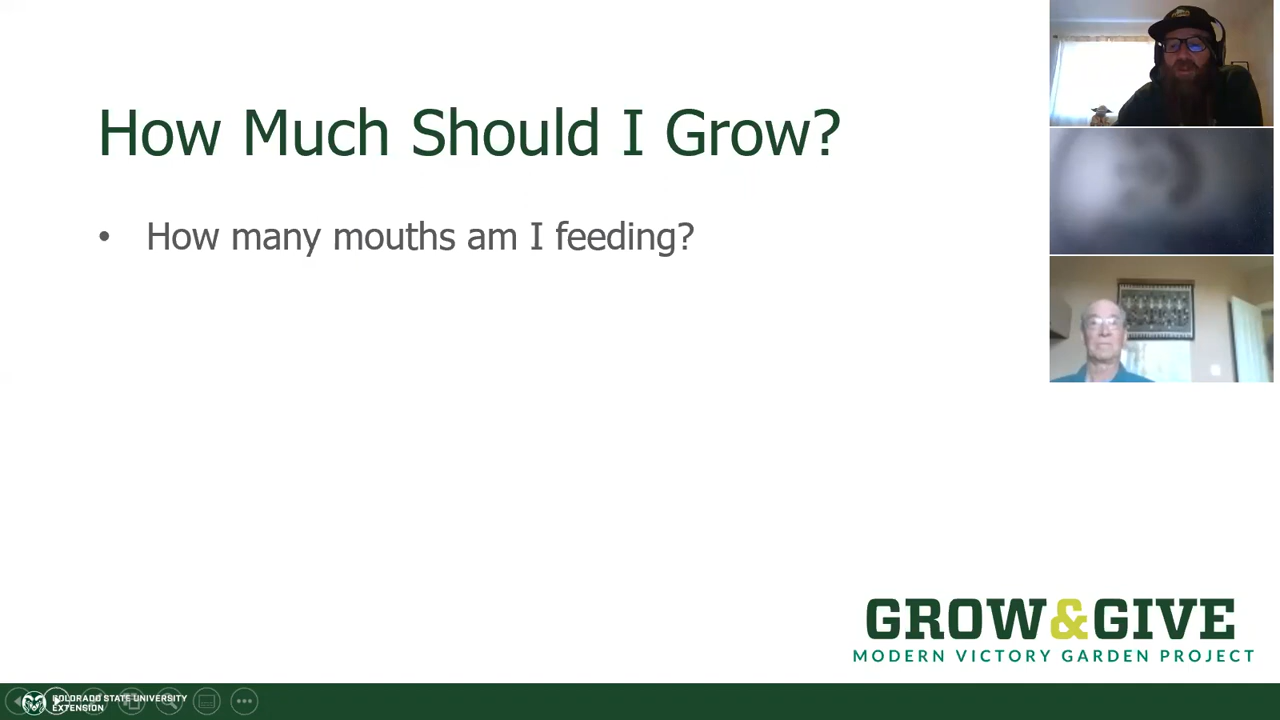 How Much Should I Grow?
• How many mouths am I feeding?
GROW&GIVE
MODERN VICTORY GARDEN PROJECT
COLORADO STATE UNIVERSITY
EXTENSION